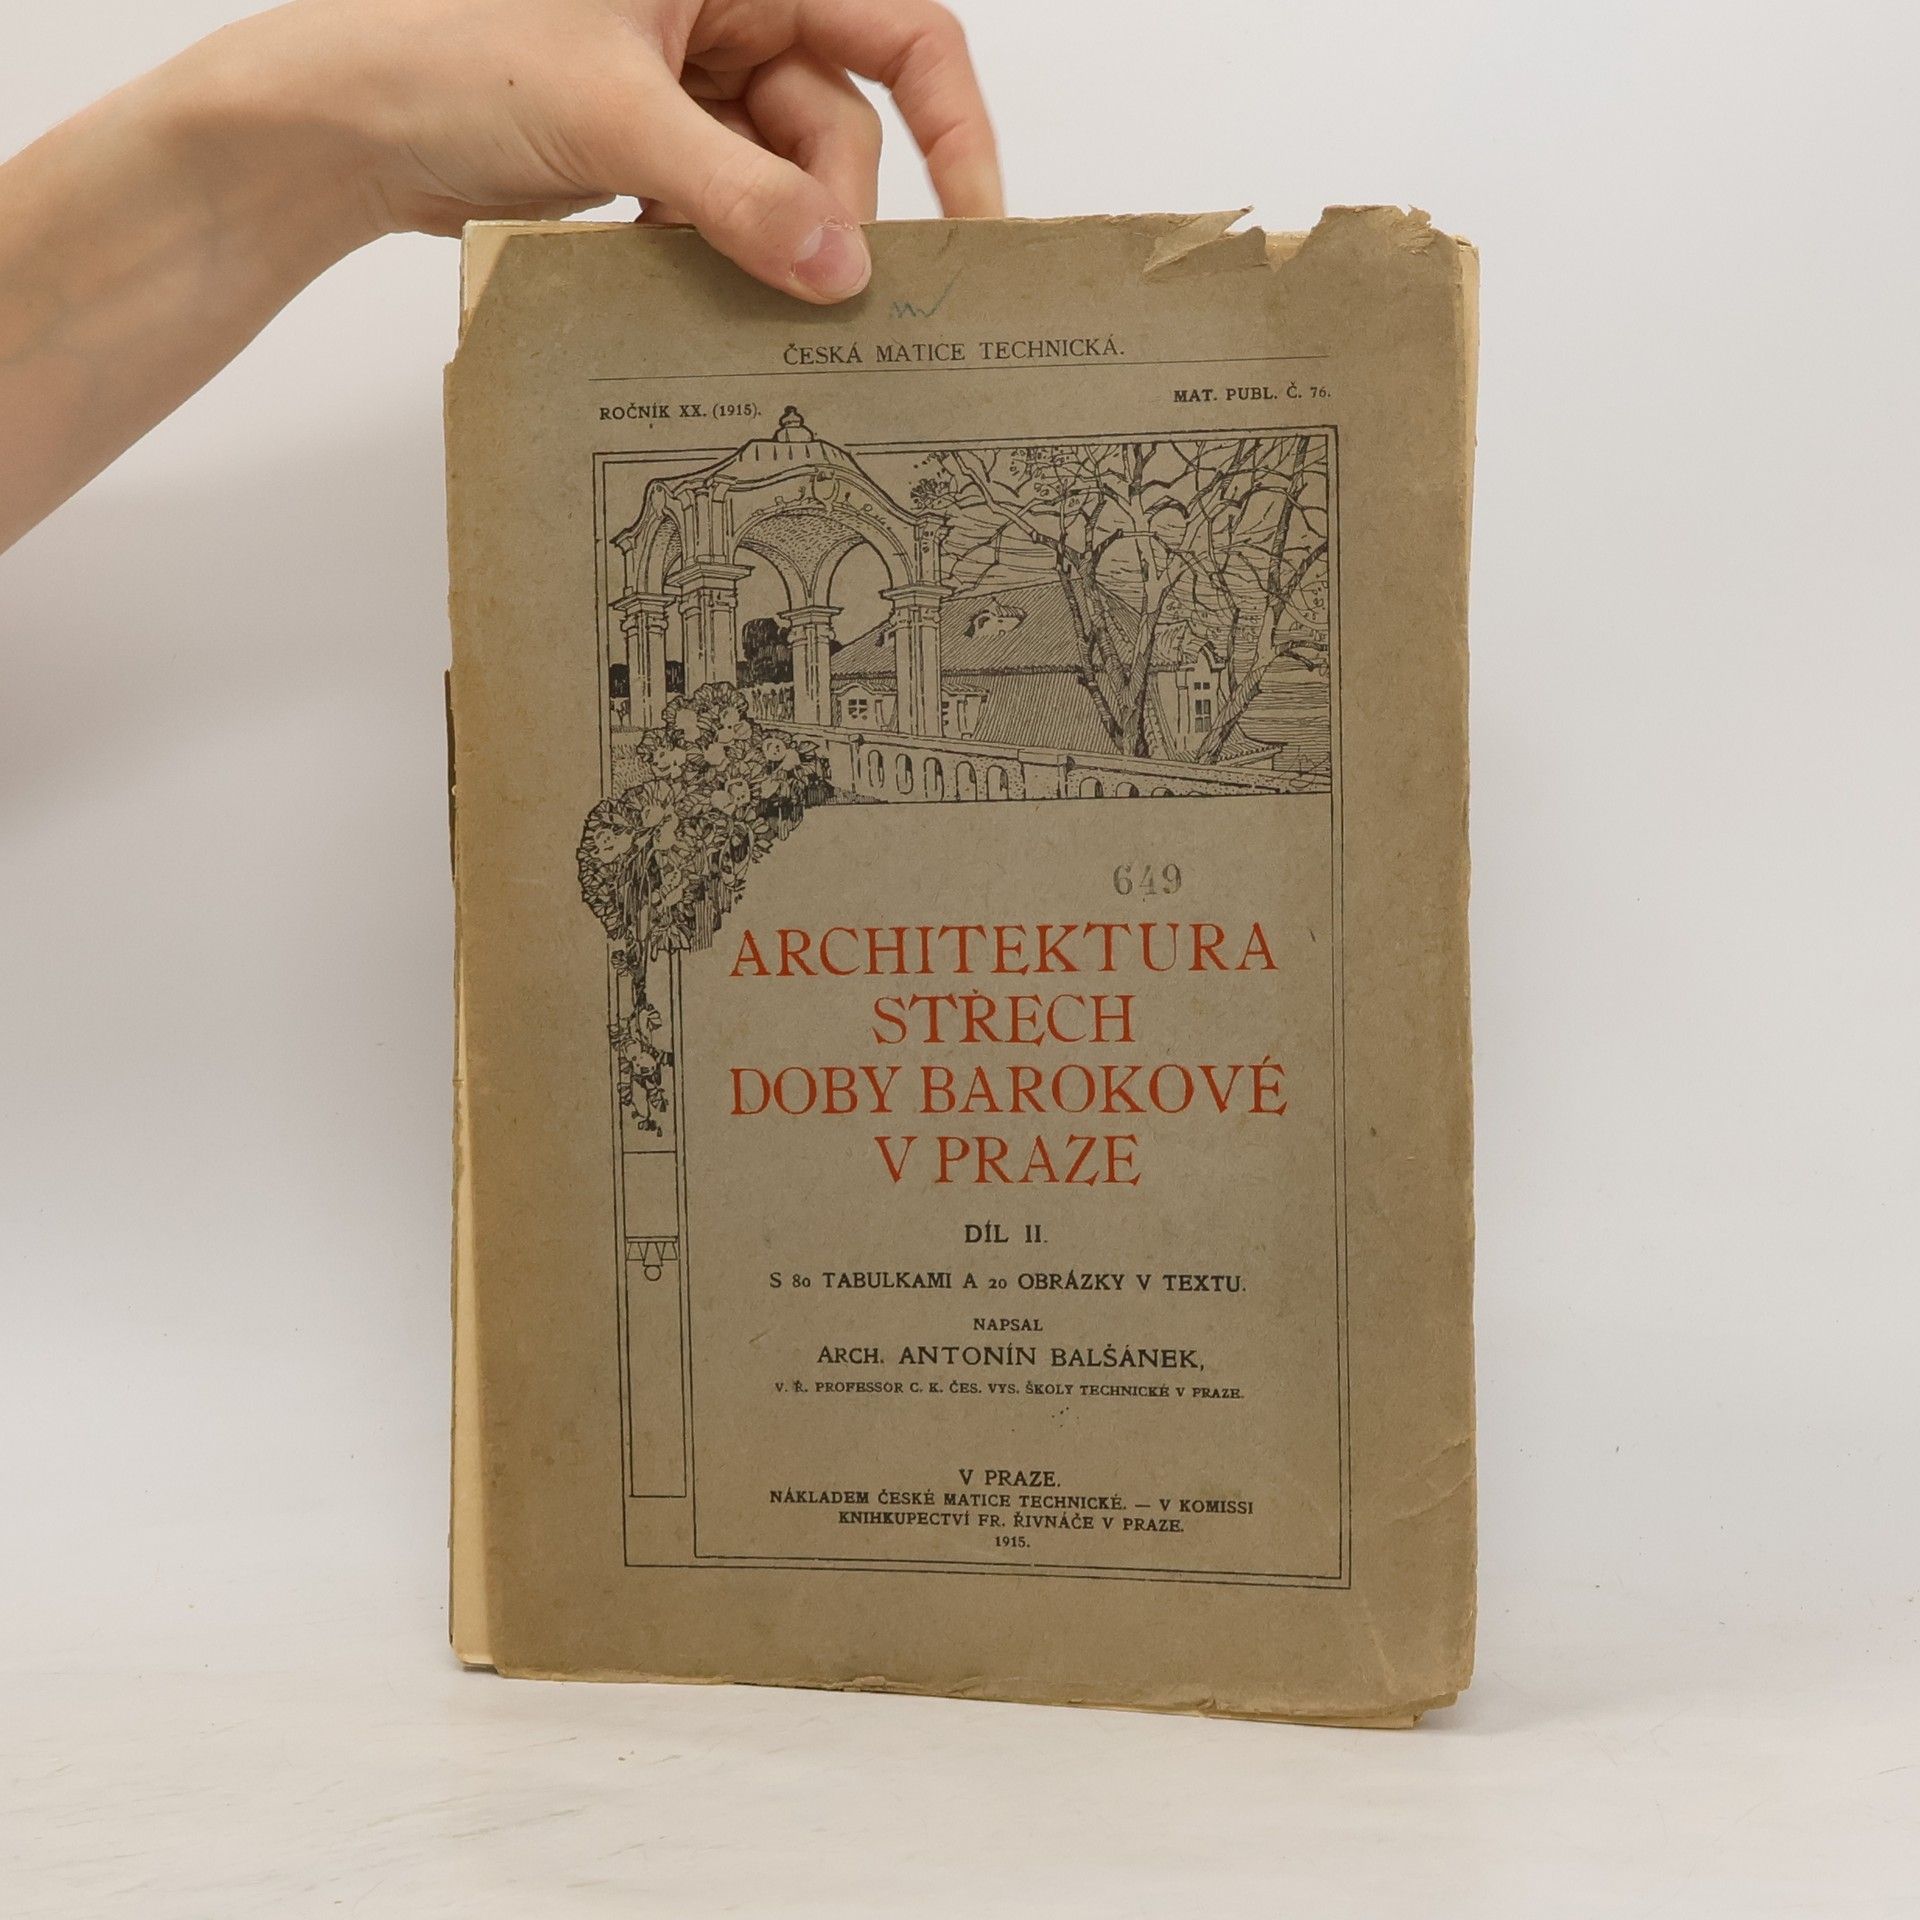 ČESKÁ MATICE TECHNICKÁ.
ROČNÍK XX. (1915).
MAT. PUBL. Č. 76.
649
ARCHITEKTURA
STŘECH
DOBY BAROKOVÉ
V PRAZE
DÍL II.
S 80 TABULKAMI A 20 OBRÁZKY V TEXTU.
NAPSAL
ARCH. ANTONÍN BALŠÁNEK,
V. Ř. PROFESSOR C. K. ČES. VYS. ŠKOLY TECHNICKÉ V PRAZE.
V PRAZE.
NÁKLADEM ČESKÉ MATICE TECHNICKÉ. — V KOMISSI
KNIHKUPECTVÍ FR. ŘIVNÁČE V PRAZE.
1915.